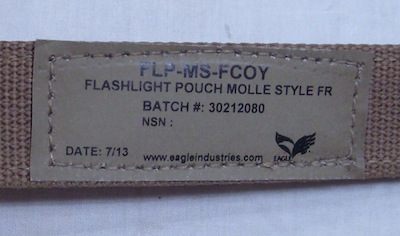 FLP-MS-FCOY
FLASHLIGHT POUCH MOLLE STYLE FR
BATCH #: 30212080
NSN :
DATE: 7/13
www.eagleindustries.com
EAGLE